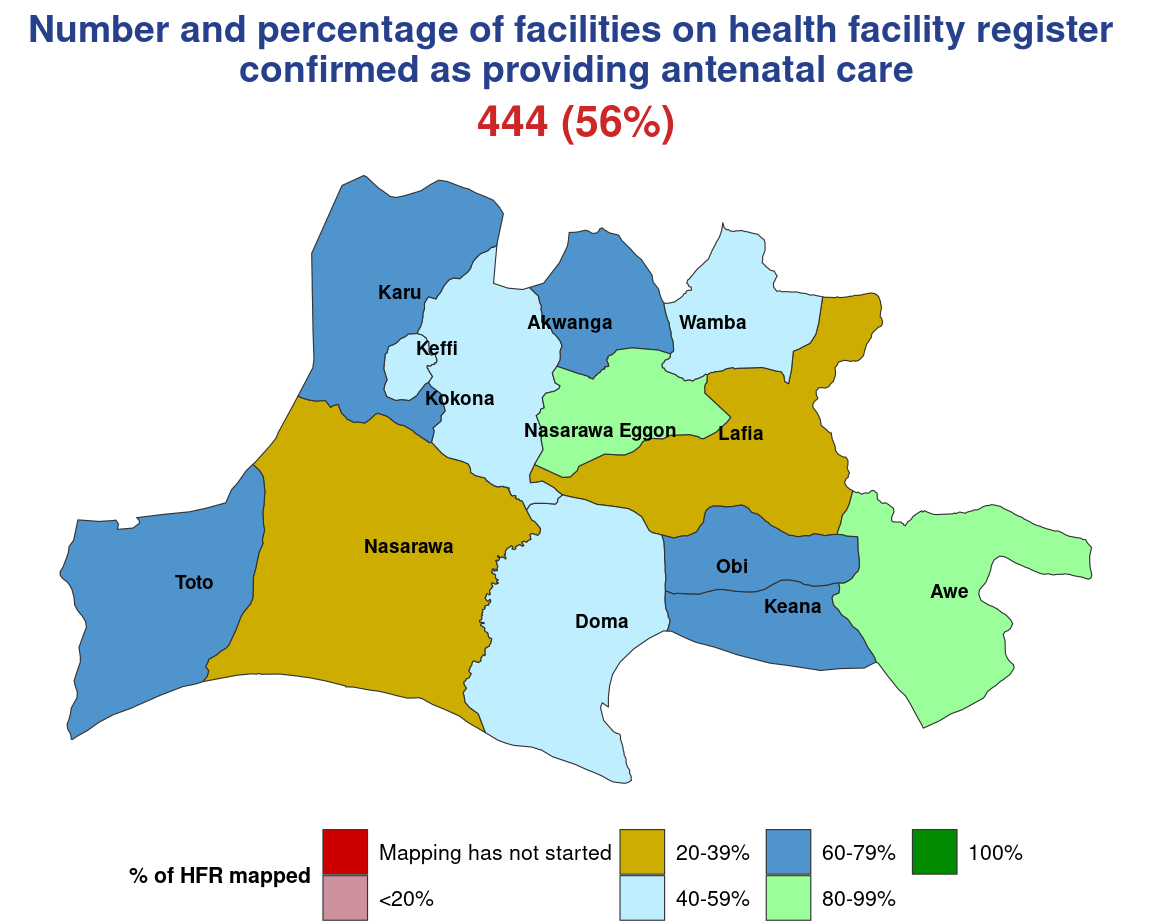 Number and percentage of facilities on health facility register
confirmed as providing antenatal care
444 (56%)
Karu
Akwanga
Wamba
Keffi
Kokona
Nasarawa Eggon
Lafia
Nasarawa
Toto
Obi
Awe
Keana
Doma
% of HFR mapped
Mapping has not started
20-39%
60-79%
100%
<20%
40-59%
80-99%